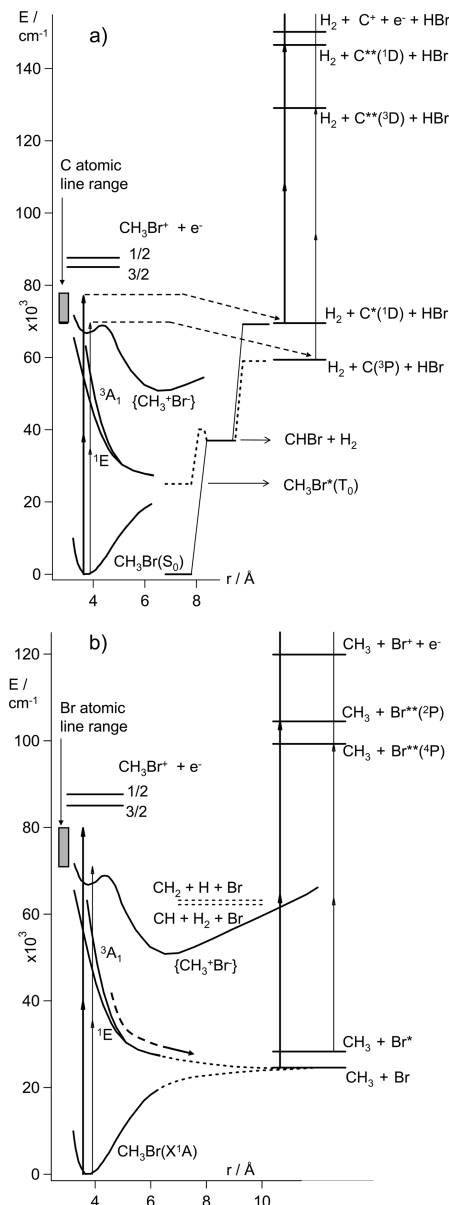 E /
cm⁻¹
a)
H₂ + C⁺ + e⁻ + HBr
H₂ + C**(¹D) + HBr
140
120
H₂ + C**(³D) + HBr
C atomic
line range
100
CH₃Br⁺ + e⁻
1/2
3/2
80
x10³
H₂ + C*(¹D) + HBr
60
H₂ + C(³P) + HBr
³A₁
{CH₃⁺Br⁻}
40
¹E
CHBr + H₂
CH₃Br*(T₀)
20
CH₃Br(S₀)
0
r / Å
4
6
8
b)
E /
cm⁻¹
120
CH₃ + Br⁺ + e⁻
Br atomic
line range
CH₃ + Br**(²P)
100
CH₃ + Br**(⁴P)
CH₃Br⁺ + e⁻
1/2
3/2
80
CH₂ + H + Br
60
CH + H₂ + Br
x10³
³A₁
{CH₃⁺Br⁻}
40
¹E
CH₃ + Br*
CH₃ + Br
20
CH₃Br(X¹A)
r / Å
0
4
6
8
10